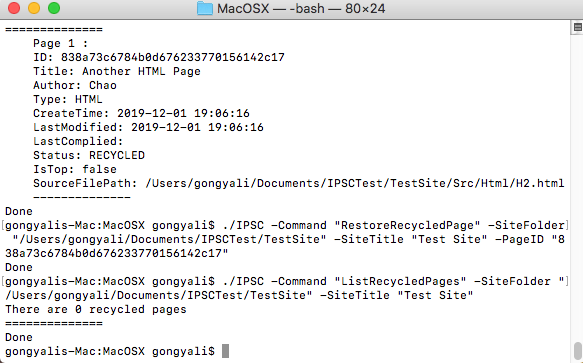 MacOSX — -bash — 80×24
==============
Page 1 :
ID: 838a73c6784b0d676233770156142c17
Title: Another HTML Page
Author: Chao
Type: HTML
CreateTime: 2019-12-01 19:06:16
LastModified: 2019-12-01 19:06:16
LastComplied:
Status: RECYCLED
IsTop: false
SourceFilePath: /Users/gongyali/Documents/IPSCTest/TestSite/Src/Html/H2.html
--------------
Done
[gongyalis-Mac:MacOSX gongyali$ ./IPSC -Command "RestoreRecycledPage" -SiteFolder]
"/Users/gongyali/Documents/IPSCTest/TestSite" -SiteTitle "Test Site" -PageID "8
38a73c6784b0d676233770156142c17"
Done
[gongyalis-Mac:MacOSX gongyali$ ./IPSC -Command "ListRecycledPages" -SiteFolder "]
/Users/gongyali/Documents/IPSCTest/TestSite" -SiteTitle "Test Site"
There are 0 recycled pages
==============
Done
gongyalis-Mac:MacOSX gongyali$